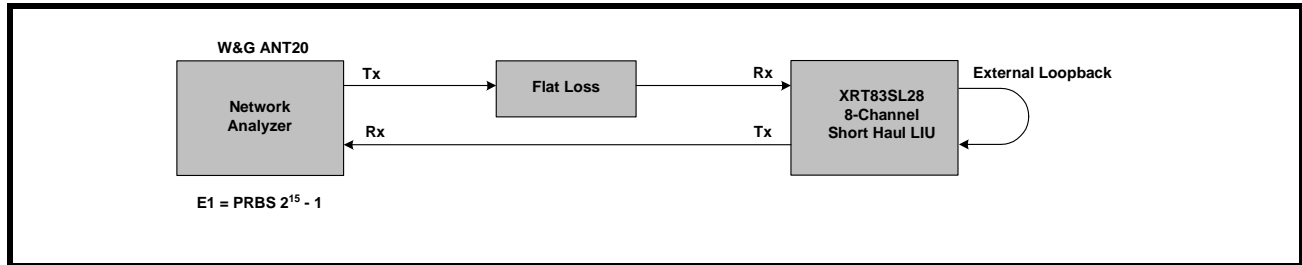 W&G ANT20
Network
Analyzer
Tx
Rx
Flat Loss
Rx
Tx
XRT83SL28
8-Channel
Short Haul LIU
External Loopback
E1 = PRBS 2¹⁵ - 1